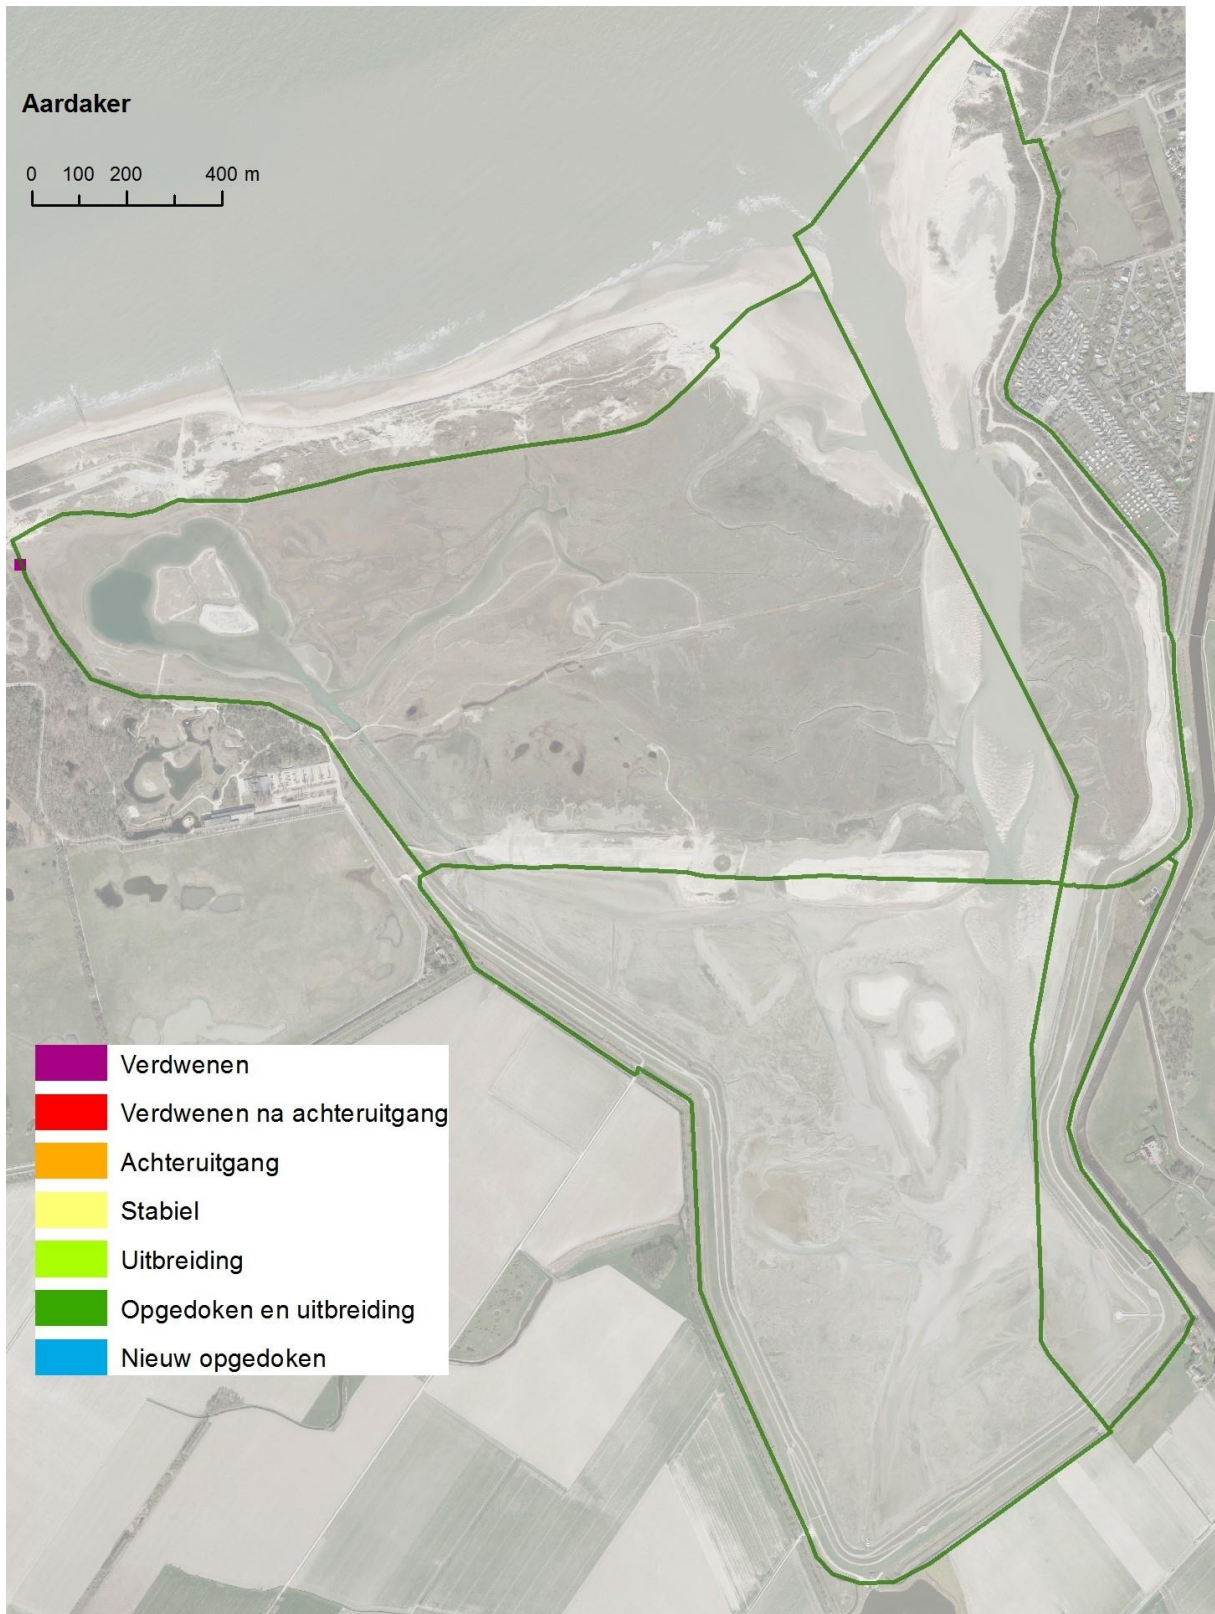 Aardaker
0 100 200 400 m
Verdwenen
Verdwenen na achteruitgang
Achteruitgang
Stabiel
Uitbreiding
Opgedoken en uitbreiding
Nieuw opgedoken